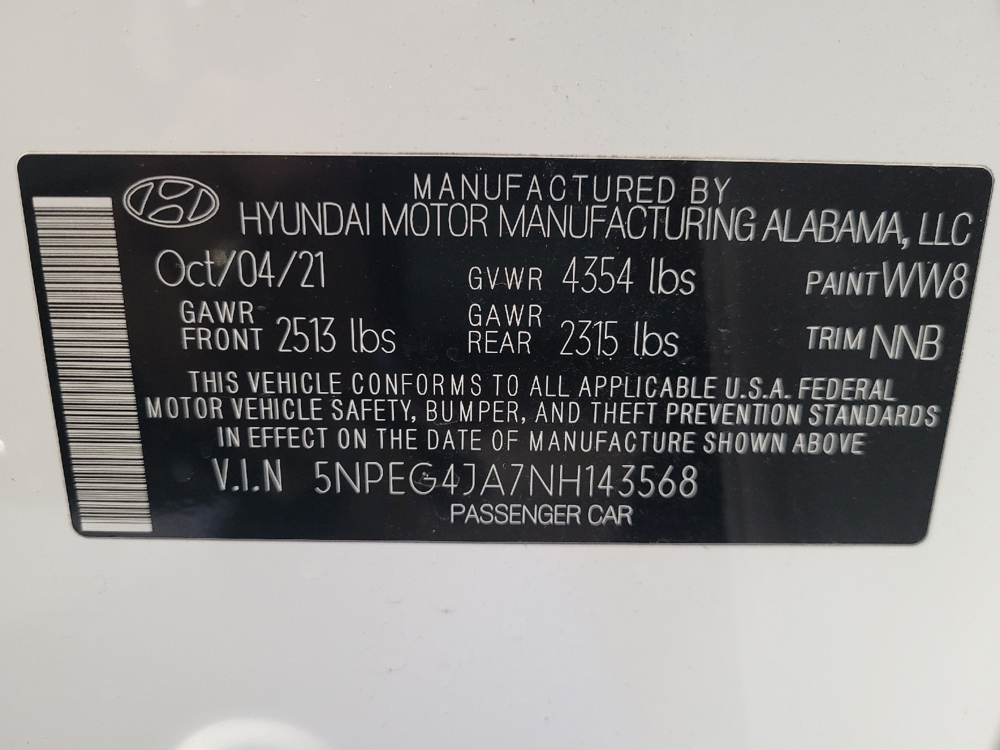 MANUFACTURED BY
HYUNDAI MOTOR MANUFACTURING ALABAMA, LLC
Oct/04/21 GVWR 4354 lbs PAINT WW8
GAWR FRONT 2513 lbs GAWR REAR 2315 lbs TRIM NNB
THIS VEHICLE CONFORMS TO ALL APPLICABLE U.S.A. FEDERAL
MOTOR VEHICLE SAFETY, BUMPER, AND THEFT PREVENTION STANDARDS
IN EFFECT ON THE DATE OF MANUFACTURE SHOWN ABOVE
V.I.N 5NPEG4JA7NH143568
PASSENGER CAR